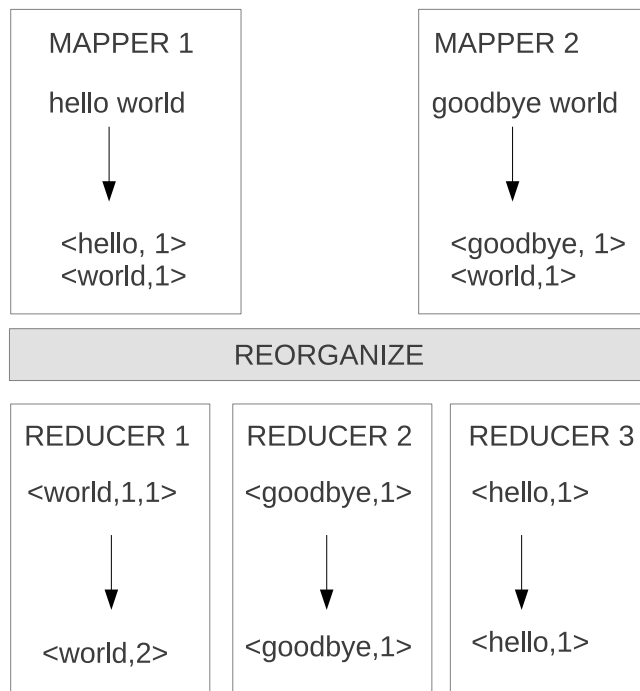 MAPPER 1
hello world
<hello, 1>
<world,1>
MAPPER 2
goodbye world
<goodbye, 1>
<world,1>
REORGANIZE
REDUCER 1
<world,1,1>
<world,2>
REDUCER 2
<goodbye,1>
<goodbye,1>
REDUCER 3
<hello,1>
<hello,1>